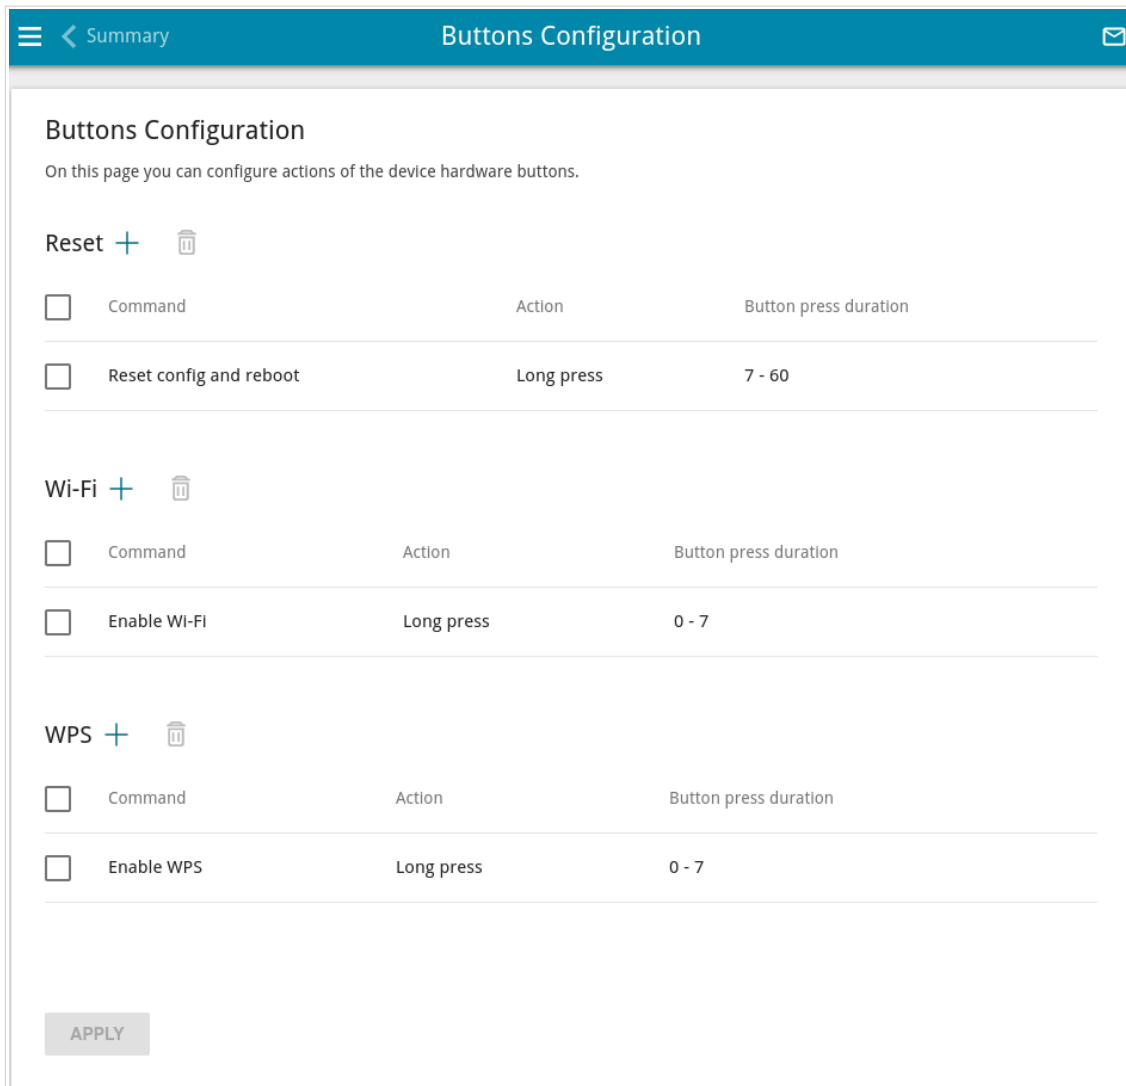 Summary Buttons Configuration
Buttons Configuration
On this page you can configure actions of the device hardware buttons.
Reset
Command Action Button press duration
Reset config and reboot Long press 7 - 60
Wi-Fi
Command Action Button press duration
Enable Wi-Fi Long press 0 - 7
WPS
Command Action Button press duration
Enable WPS Long press 0 - 7
APPLY